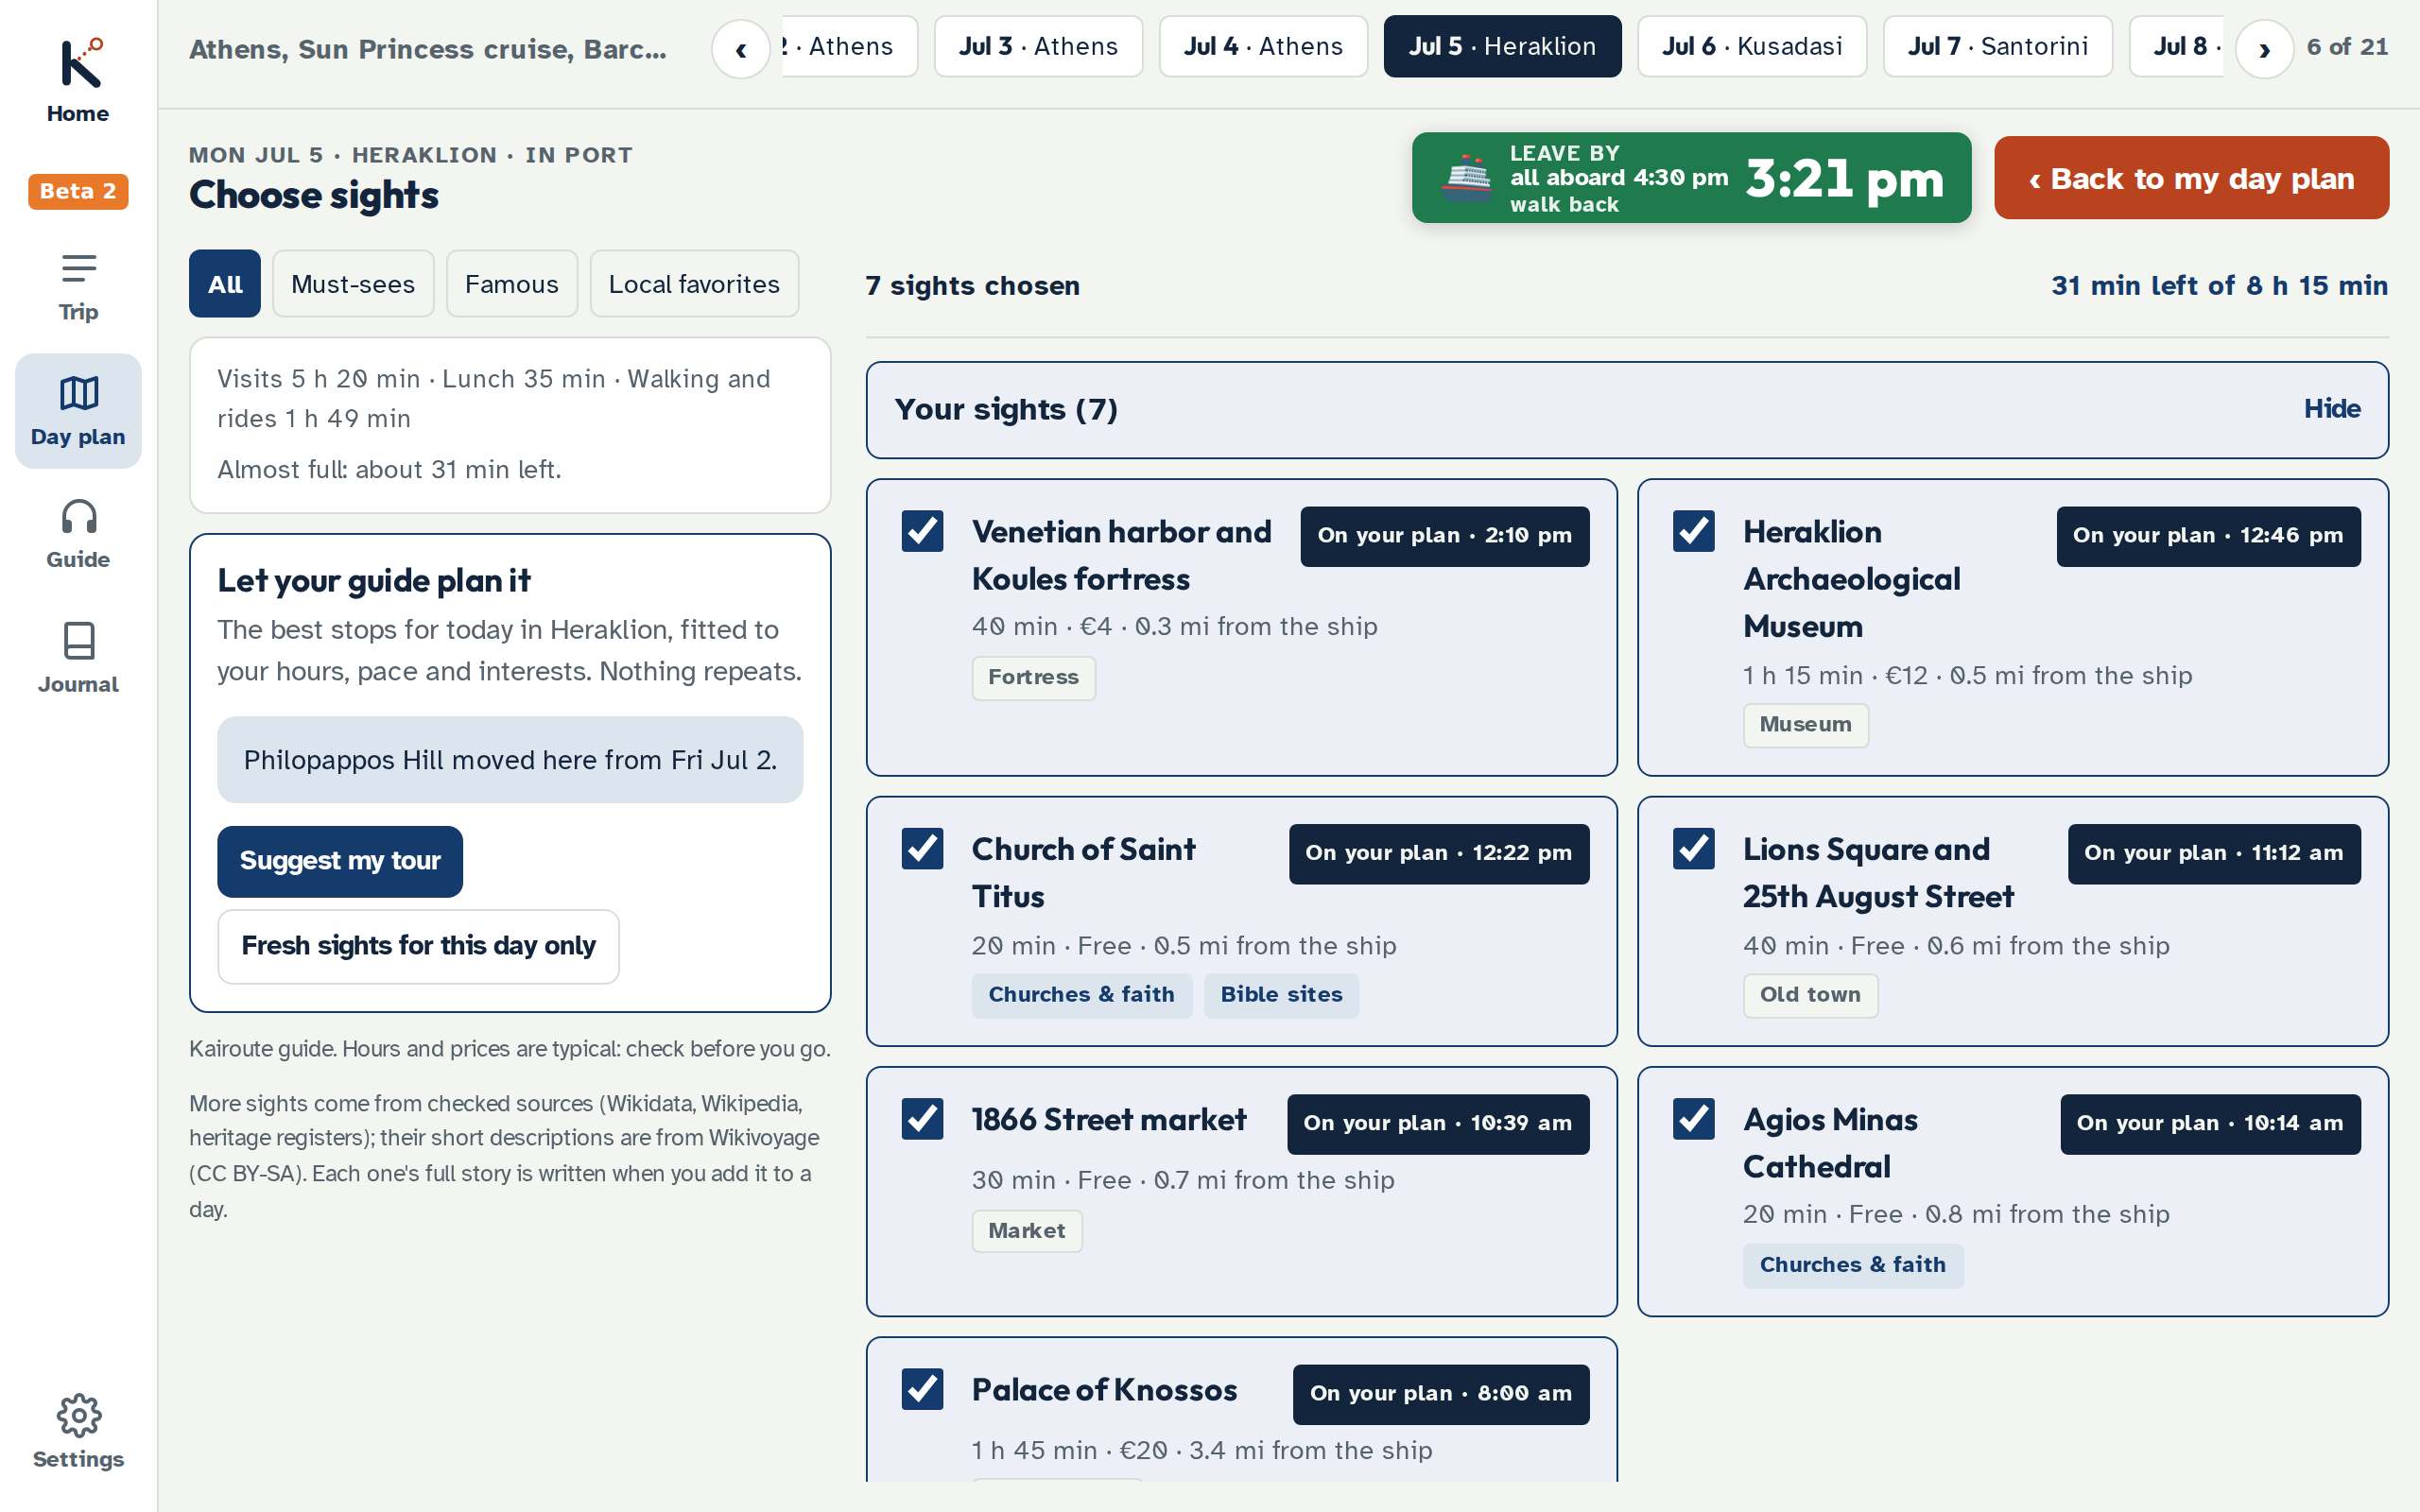 Home
Beta 2
Trip
Day plan
Guide
Journal
Settings
Athens, Sun Princess cruise, Barc...
‹
2 · Athens
Jul 3 · Athens
Jul 4 · Athens
Jul 5 · Heraklion
Jul 6 · Kusadasi
Jul 7 · Santorini
Jul 8 ·
›
6 of 21
MON JUL 5 · HERAKLION · IN PORT
Choose sights
LEAVE BY
all aboard 4:30 pm
walk back
3:21 pm
‹ Back to my day plan
All
Must-sees
Famous
Local favorites
Visits 5 h 20 min · Lunch 35 min · Walking and
rides 1 h 49 min
Almost full: about 31 min left.
Let your guide plan it
The best stops for today in Heraklion, fitted to
your hours, pace and interests. Nothing repeats.
Philopappos Hill moved here from Fri Jul 2.
Suggest my tour
Fresh sights for this day only
Kairoute guide. Hours and prices are typical: check before you go.
More sights come from checked sources (Wikidata, Wikipedia,
heritage registers); their short descriptions are from Wikivoyage
(CC BY-SA). Each one's full story is written when you add it to a
day.
7 sights chosen
31 min left of 8 h 15 min
Your sights (7)
Hide
Venetian harbor and
Koules fortress
On your plan · 2:10 pm
40 min · €4 · 0.3 mi from the ship
Fortress
Heraklion
Archaeological
Museum
On your plan · 12:46 pm
1 h 15 min · €12 · 0.5 mi from the ship
Museum
Church of Saint
Titus
On your plan · 12:22 pm
20 min · Free · 0.5 mi from the ship
Churches & faith
Bible sites
Lions Square and
25th August Street
On your plan · 11:12 am
40 min · Free · 0.6 mi from the ship
Old town
1866 Street market
On your plan · 10:39 am
30 min · Free · 0.7 mi from the ship
Market
Agios Minas
Cathedral
On your plan · 10:14 am
20 min · Free · 0.8 mi from the ship
Churches & faith
Palace of Knossos
On your plan · 8:00 am
1 h 45 min · €20 · 3.4 mi from the ship